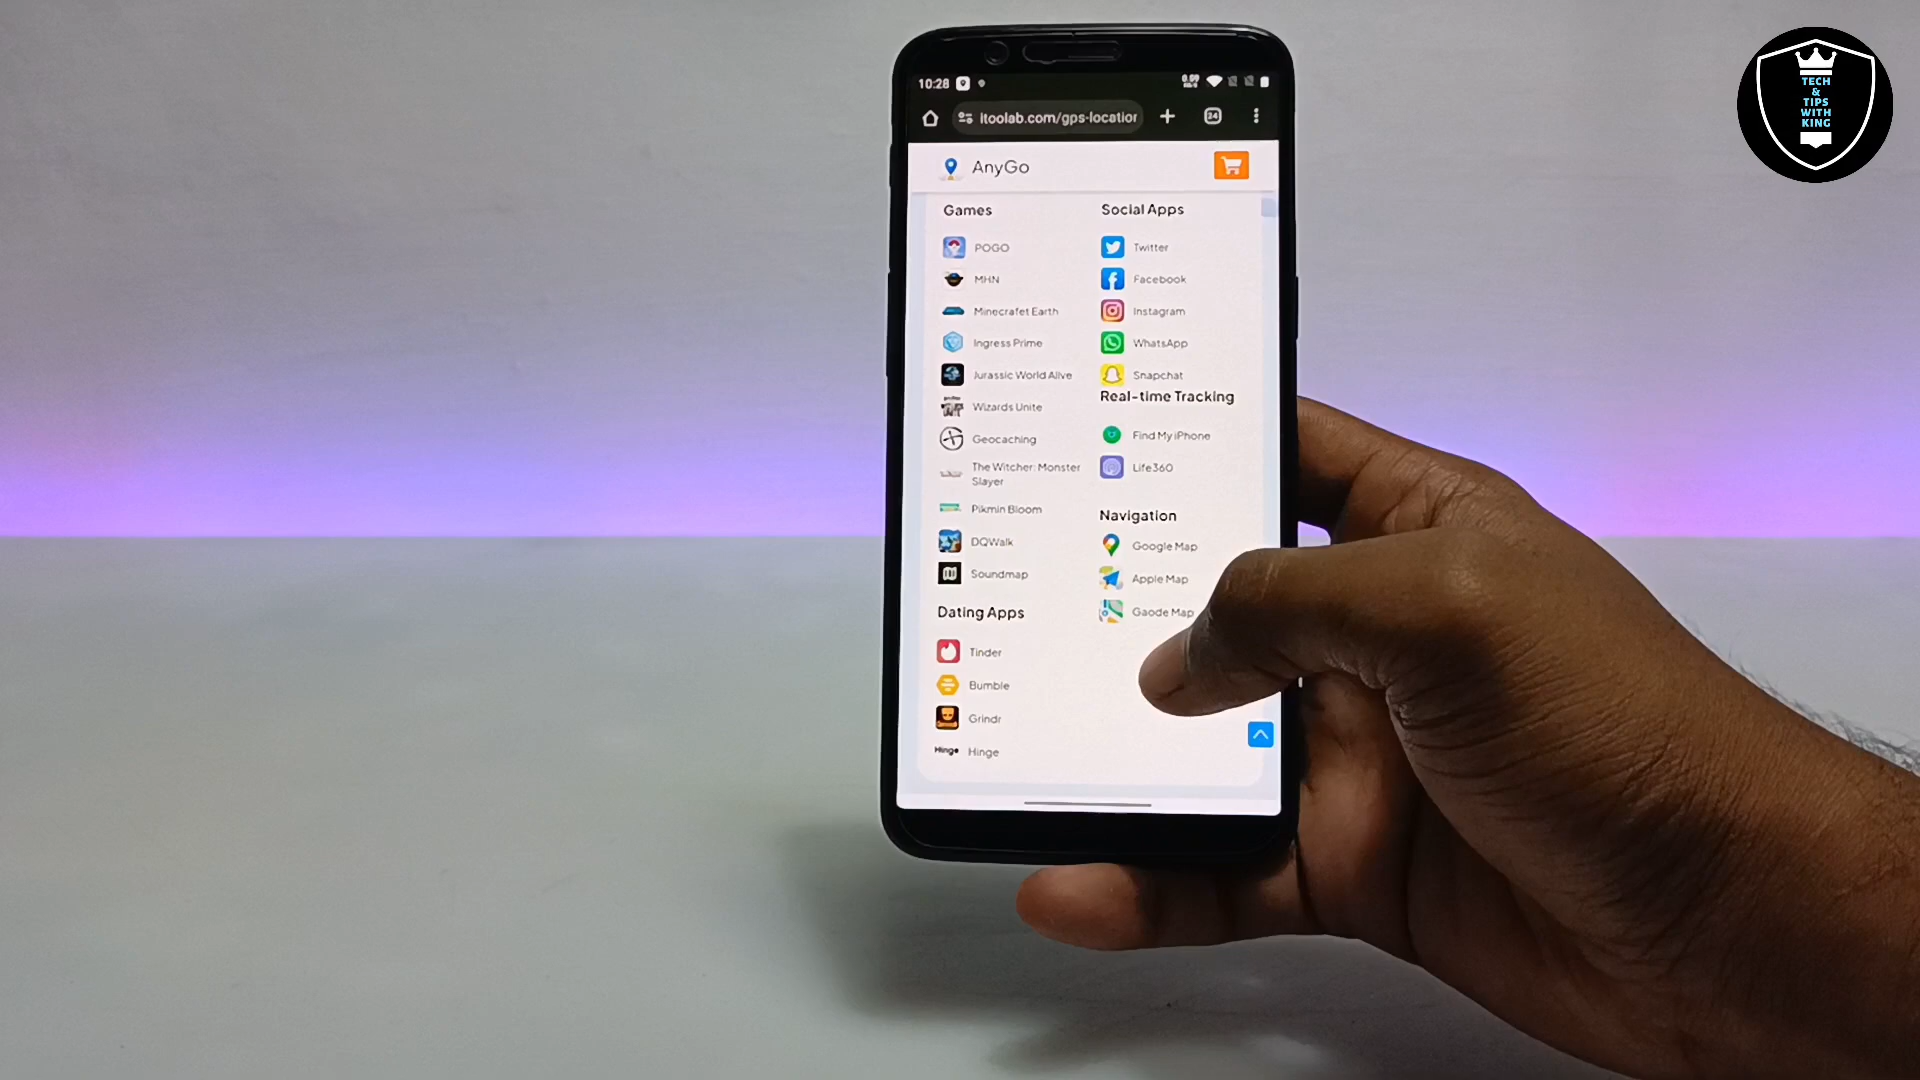 10:28
24
itoolab.com/gps-location
AnyGo
Games
POGO
MHN
Minecrafet Earth
Ingress Prime
Jurassic World Alive
Wizards Unite
Geocaching
The Witcher: Monster
Slayer
Pikmin Bloom
DQWalk
Soundmap
Dating Apps
Tinder
Bumble
Grindr
Hinge Hinge
Social Apps
Twitter
Facebook
Instagram
WhatsApp
Snapchat
Real-time Tracking
Find My iPhone
Life360
Navigation
Google Map
Apple Map
Gaode Map
TECH
&
TIPS
WITH
KING